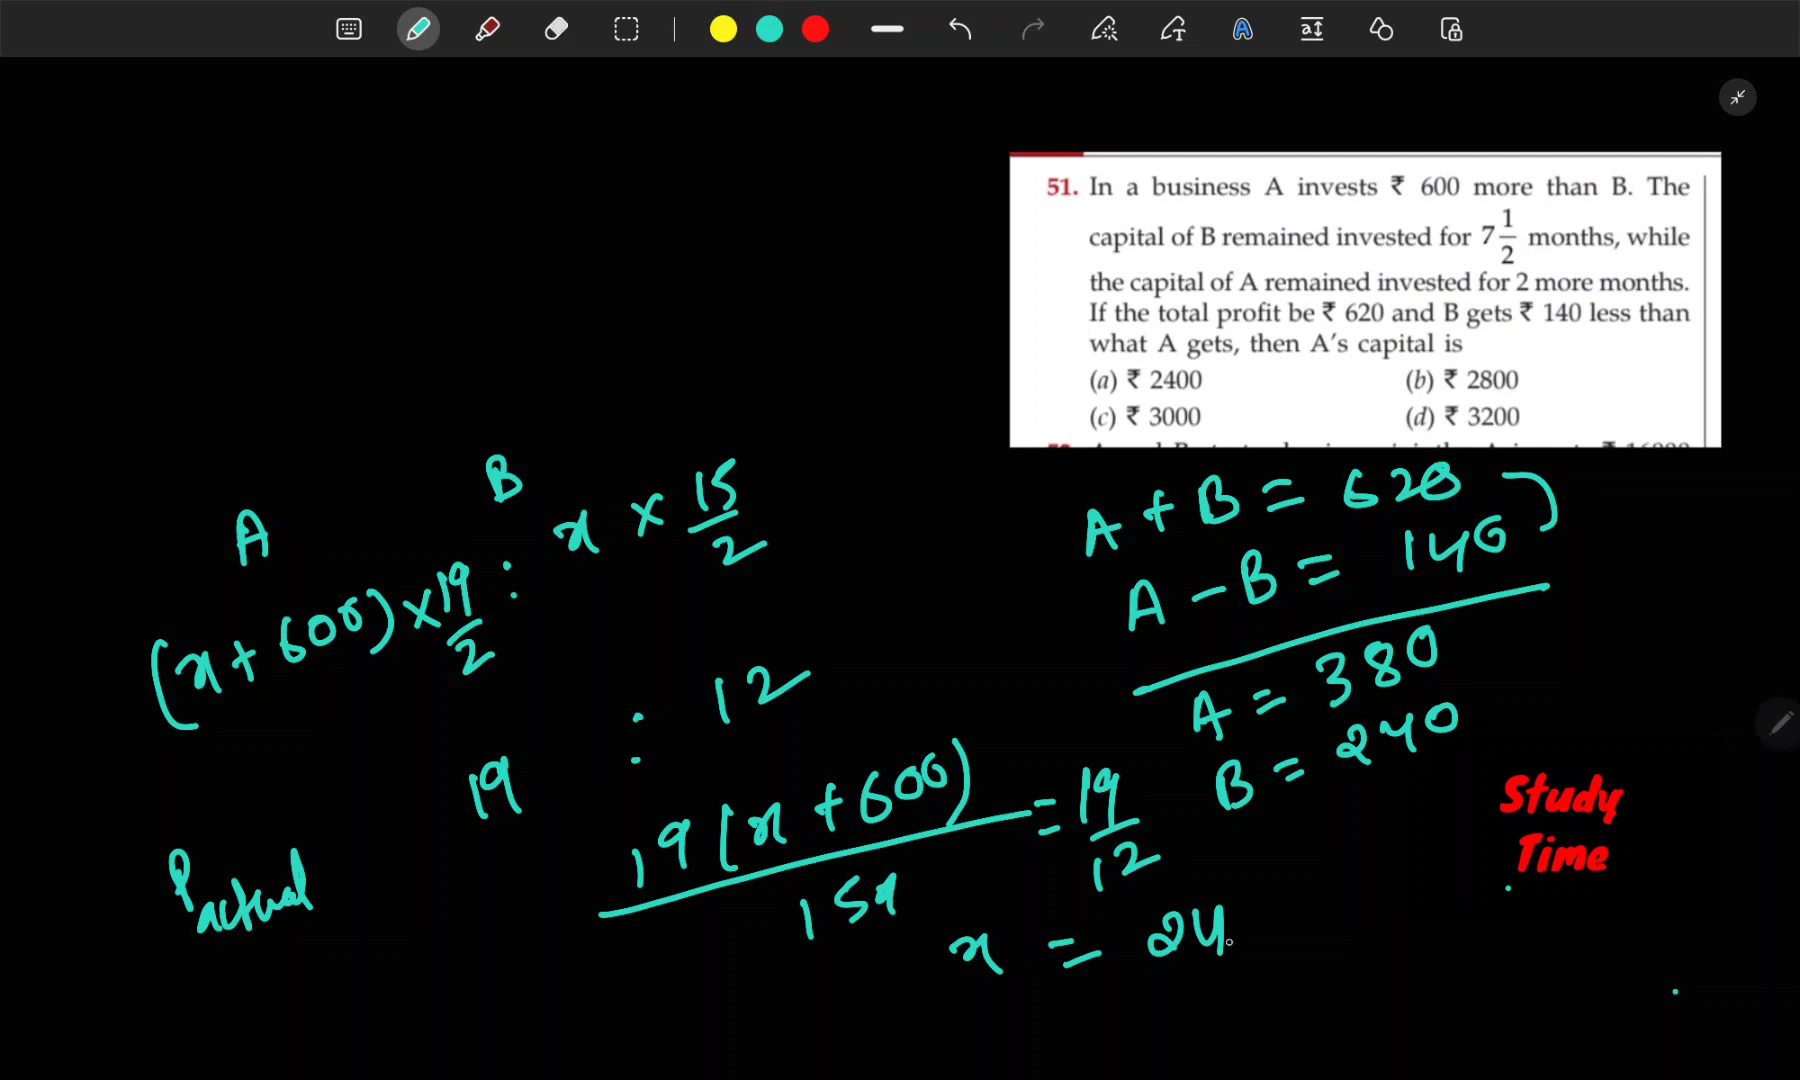 51. In a business A invests ₹ 600 more than B. The
capital of B remained invested for 7 1/2 months, while
the capital of A remained invested for 2 more months.
If the total profit be ₹ 620 and B gets ₹ 140 less than
what A gets, then A's capital is
(a) ₹ 2400 (b) ₹ 2800
(c) ₹ 3000 (d) ₹ 3200
A B
(x + 600) × 19/2 : x × 15/2
19 : 12
P actual
19 (x + 600) / 15x = 19/12
x = 24
A + B = 620
A - B = 140
A = 380
B = 240
Study
Time